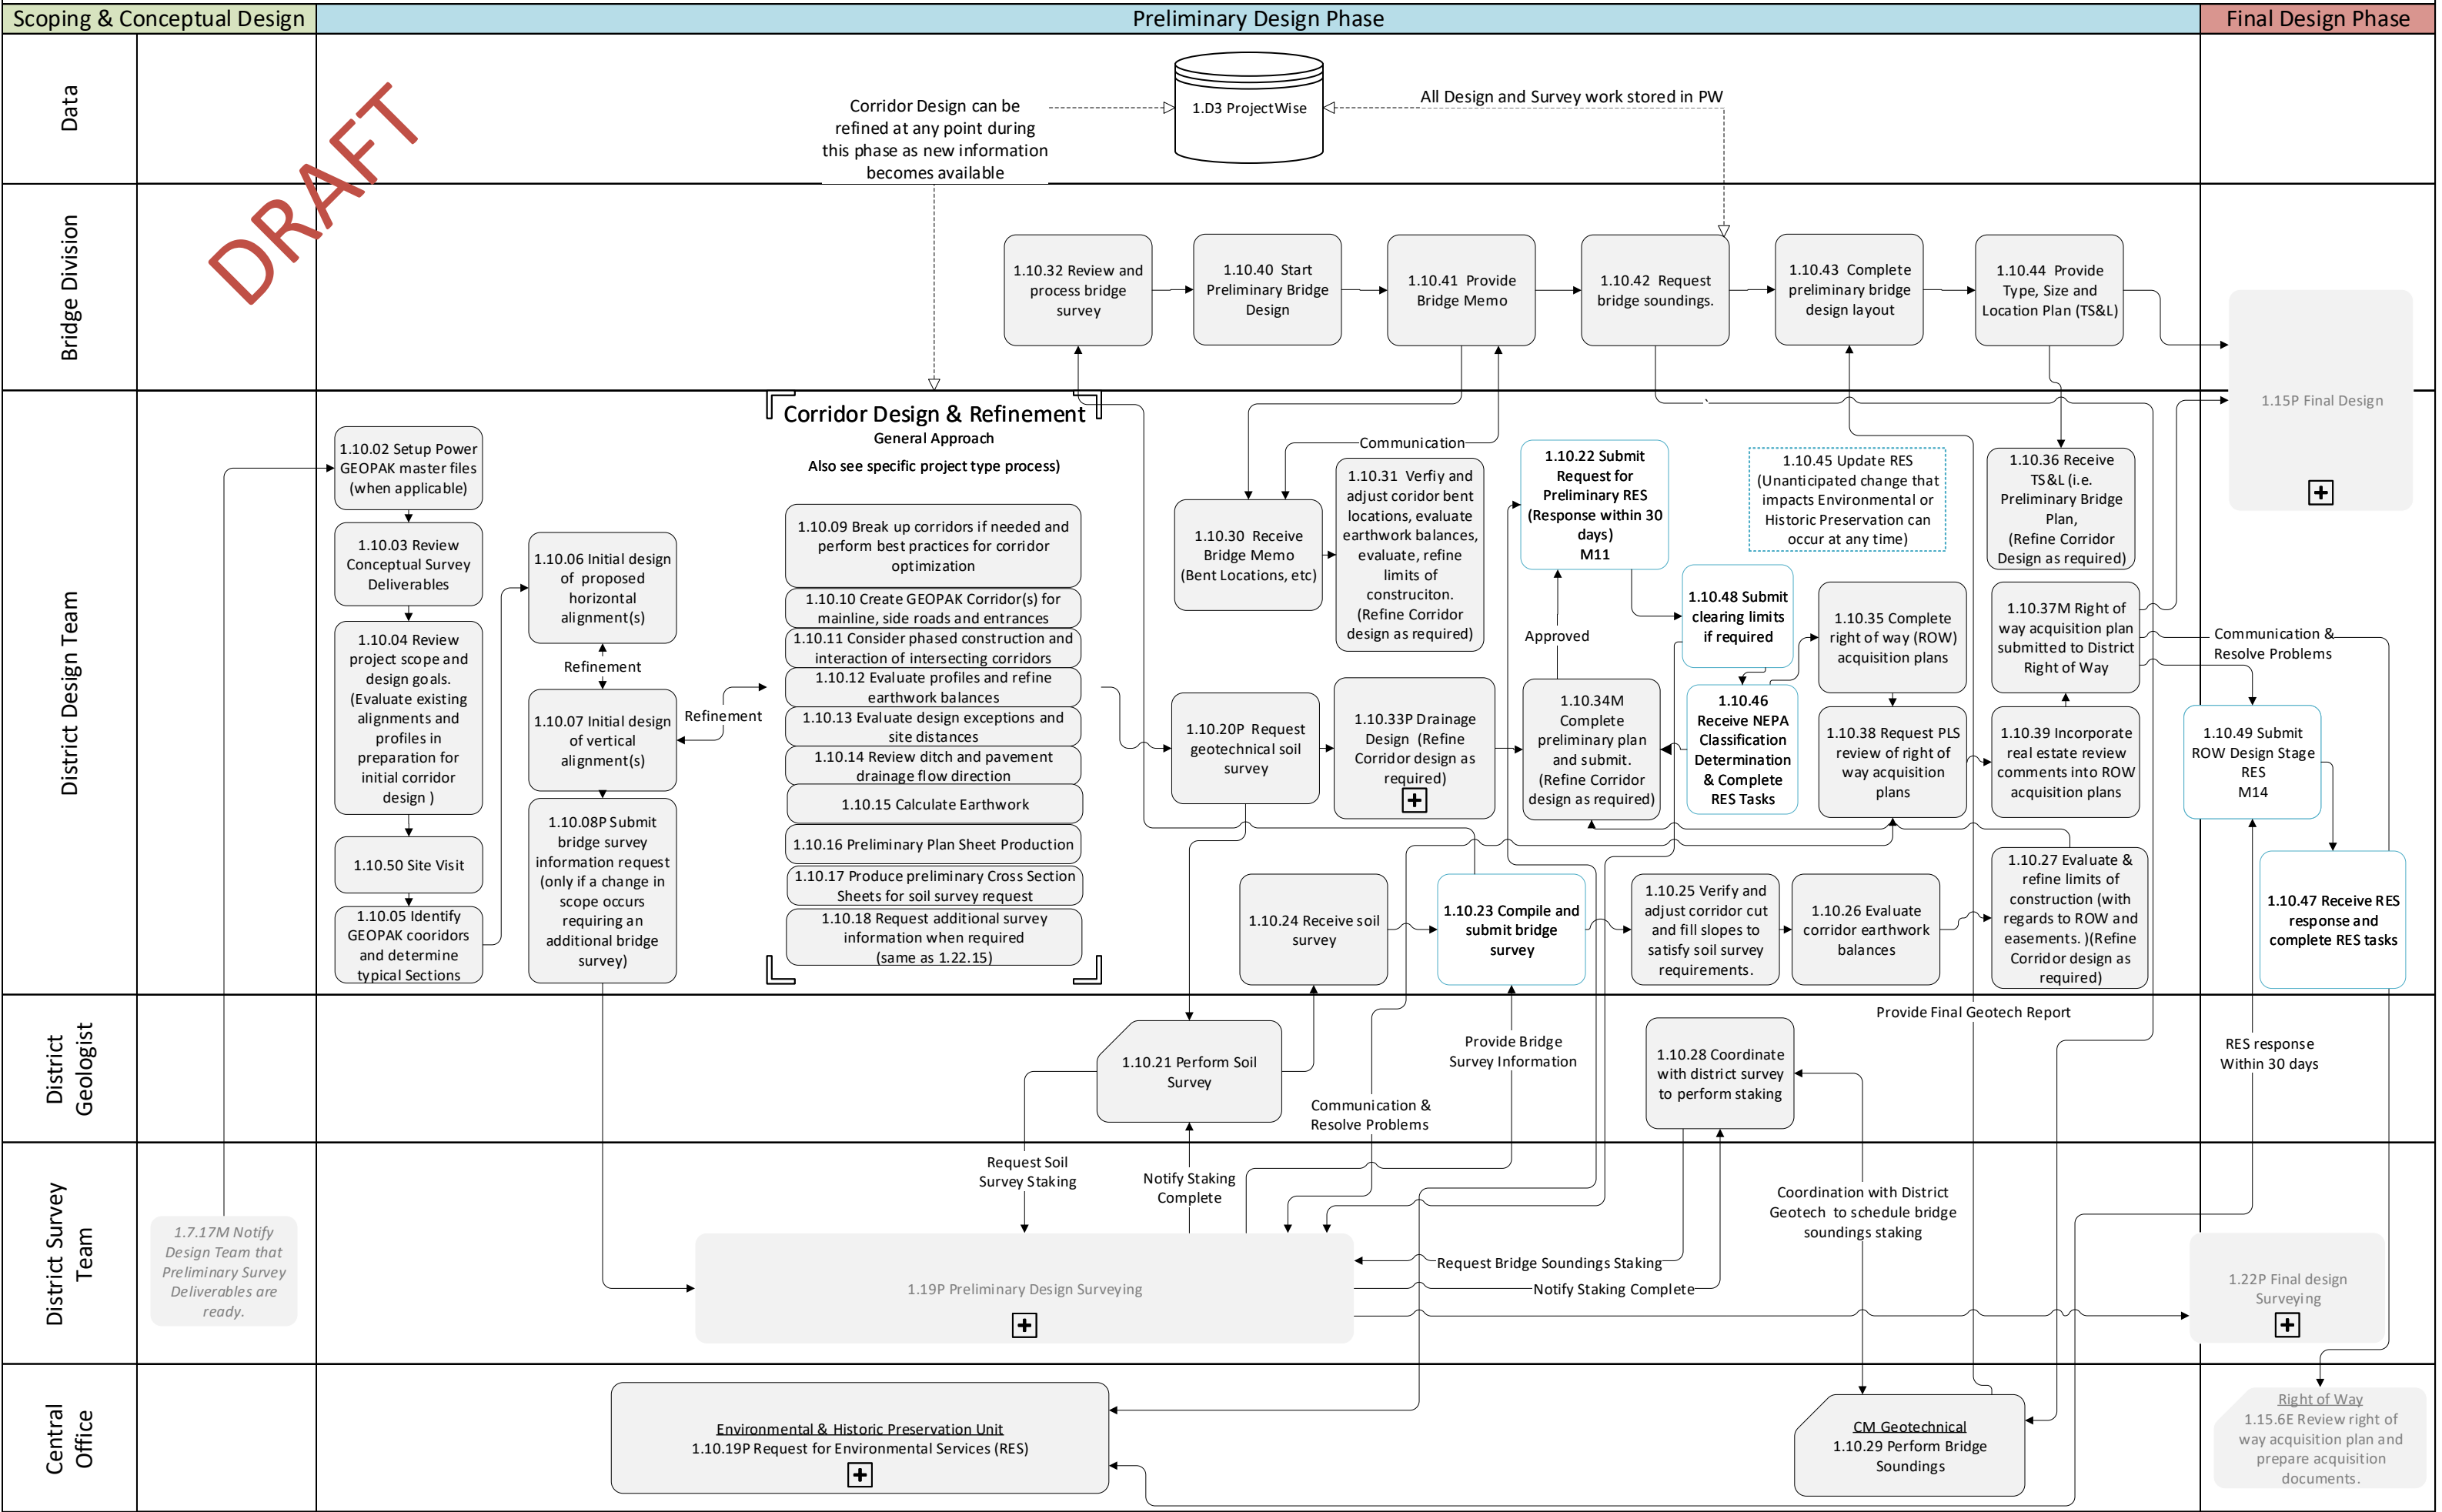 Scoping & Conceptual Design
Preliminary Design Phase
Final Design Phase
Data
DRAFT
Corridor Design can be
refined at any point during
this phase as new information
becomes available
1.D3 ProjectWise
All Design and Survey work stored in PW
Bridge Division
1.10.32 Review and
process bridge
survey
1.10.40 Start
Preliminary Bridge
Design
1.10.41 Provide
Bridge Memo
1.10.42 Request
bridge soundings.
1.10.43 Complete
preliminary bridge
design layout
1.10.44 Provide
Type, Size and
Location Plan (TS&L)
1.15P Final Design
District Design Team
1.10.02 Setup Power
GEOPAK master files
(when applicable)
1.10.03 Review
Conceptual Survey
Deliverables
1.10.04 Review
project scope and
design goals.
(Evaluate existing
alignments and
profiles in
preparation for
initial corridor
design )
1.10.50 Site Visit
1.10.05 Identify
GEOPAK cooridors
and determine
typical Sections
1.10.06 Initial design
of proposed
horizontal
alignment(s)
Refinement
1.10.07 Initial design
of vertical
alignment(s)
Refinement
1.10.08P Submit
bridge survey
information request
(only if a change in
scope occurs
requiring an
additional bridge
survey)
Corridor Design & Refinement
General Approach
Also see specific project type process)
1.10.09 Break up corridors if needed and
perform best practices for corridor
optimization
1.10.10 Create GEOPAK Corridor(s) for
mainline, side roads and entrances
1.10.11 Consider phased construction and
interaction of intersecting corridors
1.10.12 Evaluate profiles and refine
earthwork balances
1.10.13 Evaluate design exceptions and
site distances
1.10.14 Review ditch and pavement
drainage flow direction
1.10.15 Calculate Earthwork
1.10.16 Preliminary Plan Sheet Production
1.10.17 Produce preliminary Cross Section
Sheets for soil survey request
1.10.18 Request additional survey
information when required
(same as 1.22.15)
Communication
1.10.30 Receive
Bridge Memo
(Bent Locations, etc)
1.10.31 Verfiy and
adjust coridor bent
locations, evaluate
earthwork balances,
evaluate, refine
limits of
construciton.
(Refine Corridor
design as required)
1.10.22 Submit
Request for
Preliminary RES
(Response within 30
days)
M11
Approved
1.10.45 Update RES
(Unanticipated change that
impacts Environmental or
Historic Preservation can
occur at any time)
1.10.48 Submit
clearing limits
if required
1.10.36 Receive
TS&L (i.e.
Preliminary Bridge
Plan,
(Refine Corridor
Design as required)
1.10.35 Complete
right of way (ROW)
acquisition plans
1.10.37M Right of
way acquisition plan
submitted to District
Right of Way
Communication &
Resolve Problems
1.10.20P Request
geotechnical soil
survey
1.10.33P Drainage
Design (Refine
Corridor design as
required)
1.10.34M
Complete
preliminary plan
and submit.
(Refine Corridor
design as required)
1.10.46
Receive NEPA
Classification
Determination
& Complete
RES Tasks
1.10.38 Request PLS
review of right of
way acquisition
plans
1.10.39 Incorporate
real estate review
comments into ROW
acquisition plans
1.10.49 Submit
ROW Design Stage
RES
M14
1.10.24 Receive soil
survey
1.10.23 Compile and
submit bridge
survey
1.10.25 Verify and
adjust corridor cut
and fill slopes to
satisfy soil survey
requirements.
1.10.26 Evaluate
corridor earthwork
balances
1.10.27 Evaluate &
refine limits of
construction (with
regards to ROW and
easements. )(Refine
Corridor design as
required)
1.10.47 Receive RES
response and
complete RES tasks
District
Geologist
1.10.21 Perform Soil
Survey
Provide Bridge
Survey Information
Communication &
Resolve Problems
1.10.28 Coordinate
with district survey
to perform staking
Provide Final Geotech Report
RES response
Within 30 days
District Survey
Team
1.7.17M Notify
Design Team that
Preliminary Survey
Deliverables are
ready.
Request Soil
Survey Staking
Notify Staking
Complete
1.19P Preliminary Design Surveying
Request Bridge Soundings Staking
Notify Staking Complete
Coordination with District
Geotech to schedule bridge
soundings staking
1.22P Final design
Surveying
Central
Office
Environmental & Historic Preservation Unit
1.10.19P Request for Environmental Services (RES)
CM Geotechnical
1.10.29 Perform Bridge
Soundings
Right of Way
1.15.6E Review right of
way acquisition plan and
prepare acquisition
documents.